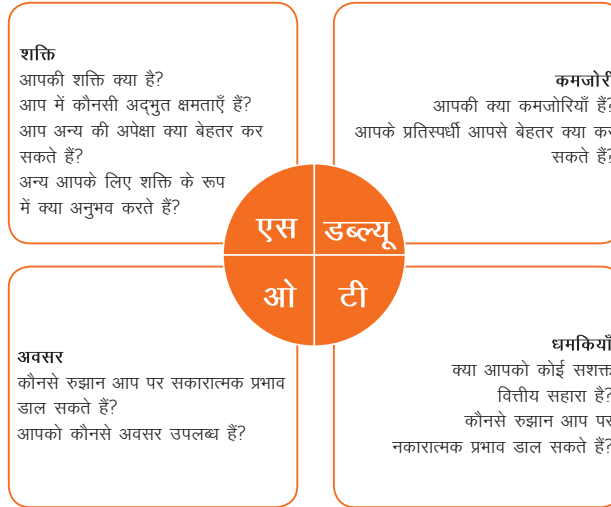 शक्ति
आपकी शक्ति क्या है?
आप में कौनसी अद्‌भुत क्षमताएँ हैं?
आप अन्य की अपेक्षा क्या बेहतर कर
सकते हैं?
अन्य आपके लिए शक्ति के रूप
में क्या अनुभव करते हैं?
कमजोरी
आपकी क्या कमजोरियाँ हैं?
आपके प्रतिस्पर्धी आपसे बेहतर क्या कर
सकते हैं?
एस
डब्ल्यू
ओ
टी
अवसर
कौनसे रुझान आप पर सकारात्मक प्रभाव
डाल सकते हैं?
आपको कौनसे अवसर उपलब्ध हैं?
धमकियाँ
क्या आपको कोई सशक्त
वित्तीय सहारा है?
कौनसे रुझान आप पर
नकारात्मक प्रभाव डाल सकते हैं?